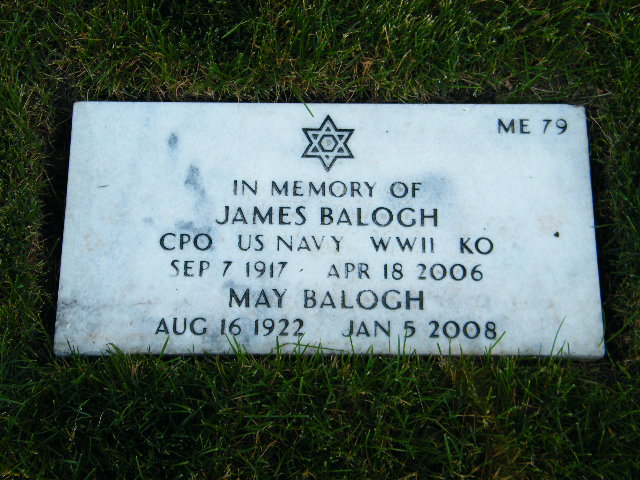 ME 79
IN MEMORY OF
JAMES BALOGH
CPO US NAVY WWII KO
SEP 7 1917 APR 18 2006
MAY BALOGH
AUG 16 1922 JAN 5 2008